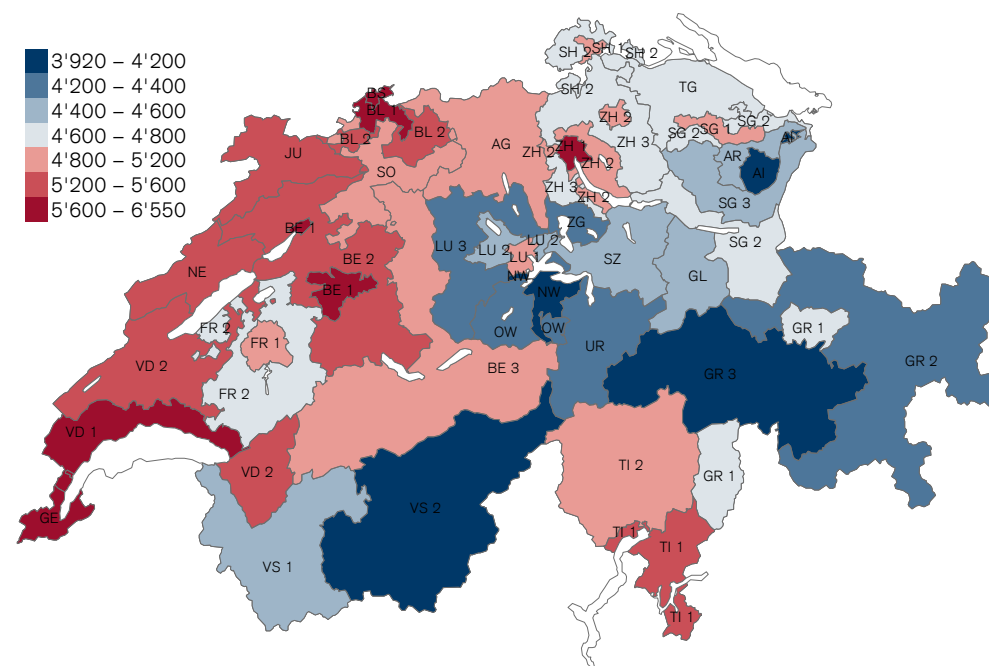 3'920 – 4'200
4'200 – 4'400
4'400 – 4'600
4'600 – 4'800
4'800 – 5'200
5'200 – 5'600
5'600 – 6'550
SH 2 SH 1 SH 2
SH 2
TG
BS
BL 1
BL 2
BL 2
JU
SO
AG
ZH 2
ZH 3
ZH 2
ZH 1
ZH 2
ZH 3
ZH 2
SG 2
SG 1
SG 2
AI
AR
AI
SG 3
SG 2
BE 1
BE 2
BE 1
NE
LU 3
LU 2
LU 2
LU 1
ZG
SZ
GL
NW
NW
OW
OW
UR
FR 2
FR 1
FR 2
VD 2
VD 1
VD 2
BE 3
GR 1
GR 2
GR 3
GE
VS 1
VS 2
TI 2
GR 1
TI 1
TI 1
TI 1